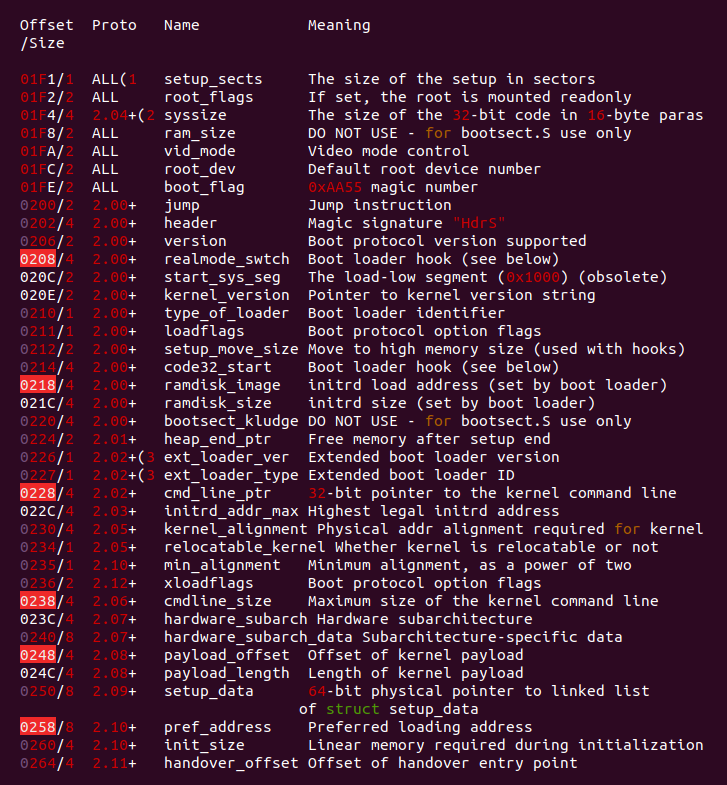 Offset  Proto   Name            Meaning
/Size

01F1/1  ALL(1   setup_sects     The size of the setup in sectors
01F2/2  ALL     root_flags      If set, the root is mounted readonly
01F4/4  2.04+(2 syssize         The size of the 32-bit code in 16-byte paras
01F8/2  ALL     ram_size        DO NOT USE - for bootsect.S use only
01FA/2  ALL     vid_mode        Video mode control
01FC/2  ALL     root_dev        Default root device number
01FE/2  ALL     boot_flag       0xAA55 magic number
0200/2  2.00+   jump            Jump instruction
0202/4  2.00+   header          Magic signature "HdrS"
0206/2  2.00+   version         Boot protocol version supported
0208/4  2.00+   realmode_swtch  Boot loader hook (see below)
020C/2  2.00+   start_sys_seg   The load-low segment (0x1000) (obsolete)
020E/2  2.00+   kernel_version  Pointer to kernel version string
0210/1  2.00+   type_of_loader  Boot loader identifier
0211/1  2.00+   loadflags       Boot protocol option flags
0212/2  2.00+   setup_move_size Move to high memory size (used with hooks)
0214/4  2.00+   code32_start    Boot loader hook (see below)
0218/4  2.00+   ramdisk_image   initrd load address (set by boot loader)
021C/4  2.00+   ramdisk_size    initrd size (set by boot loader)
0220/4  2.00+   bootsect_kludge DO NOT USE - for bootsect.S use only
0224/2  2.01+   heap_end_ptr    Free memory after setup end
0226/1  2.02+(3 ext_loader_ver  Extended boot loader version
0227/1  2.02+(3 ext_loader_type Extended boot loader ID
0228/4  2.02+   cmd_line_ptr    32-bit pointer to the kernel command line
022C/4  2.03+   initrd_addr_max Highest legal initrd address
0230/4  2.05+   kernel_alignment Physical addr alignment required for kernel
0234/1  2.05+   relocatable_kernel Whether kernel is relocatable or not
0235/1  2.10+   min_alignment   Minimum alignment, as a power of two
0236/2  2.12+   xloadflags      Boot protocol option flags
0238/4  2.06+   cmdline_size    Maximum size of the kernel command line
023C/4  2.07+   hardware_subarch Hardware subarchitecture
0240/8  2.07+   hardware_subarch_data Subarchitecture-specific data
0248/4  2.08+   payload_offset  Offset of kernel payload
024C/4  2.08+   payload_length  Length of kernel payload
0250/8  2.09+   setup_data      64-bit physical pointer to linked list
                               of struct setup_data
0258/8  2.10+   pref_address    Preferred loading address
0260/4  2.10+   init_size       Linear memory required during initialization
0264/4  2.11+   handover_offset Offset of handover entry point